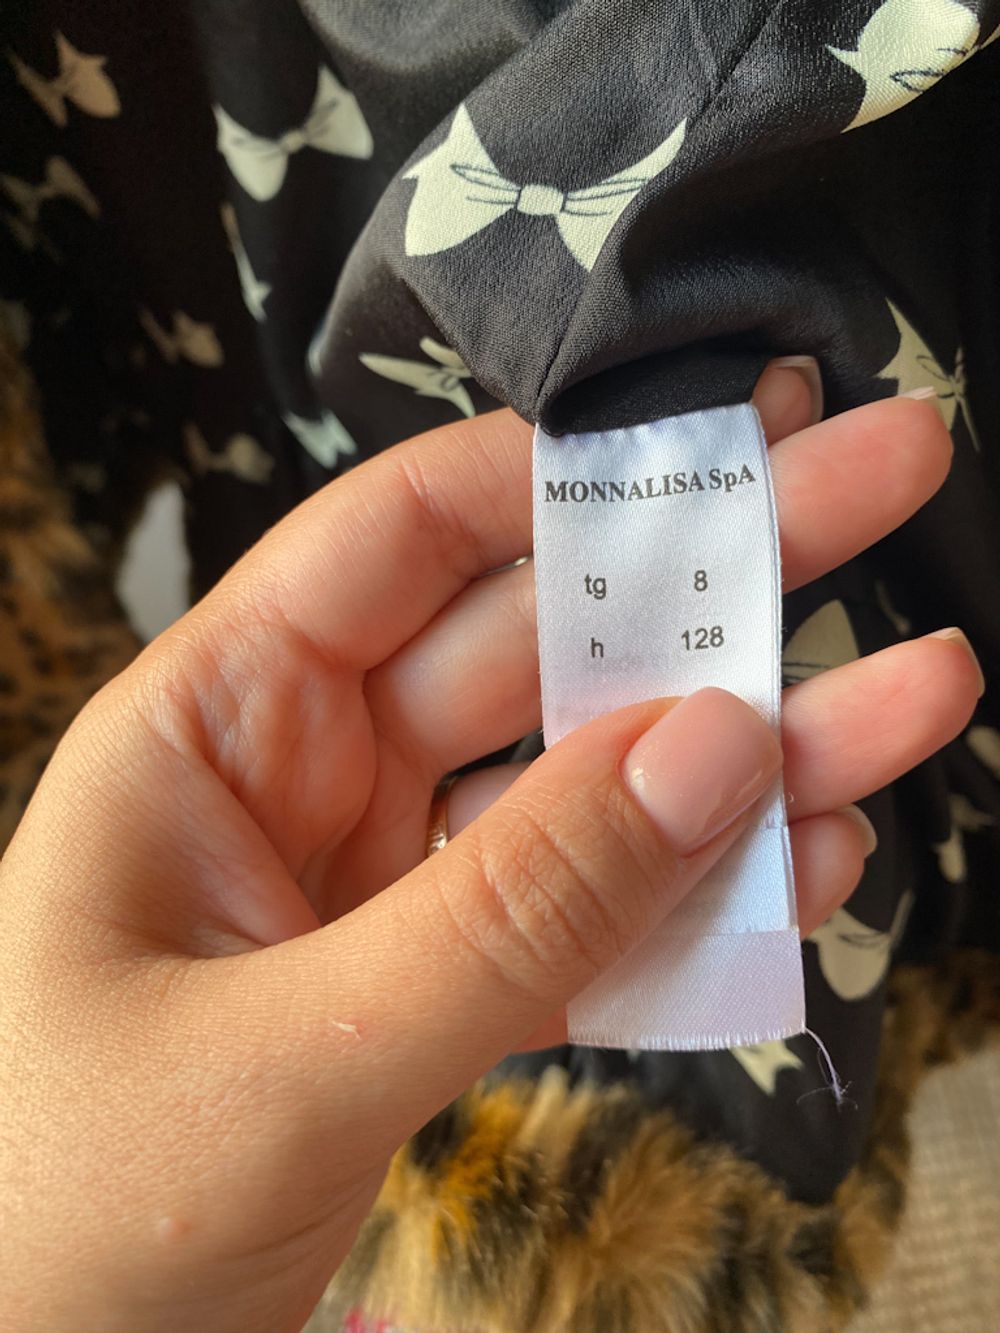 MONNALISA SpA
tg 8
h 128